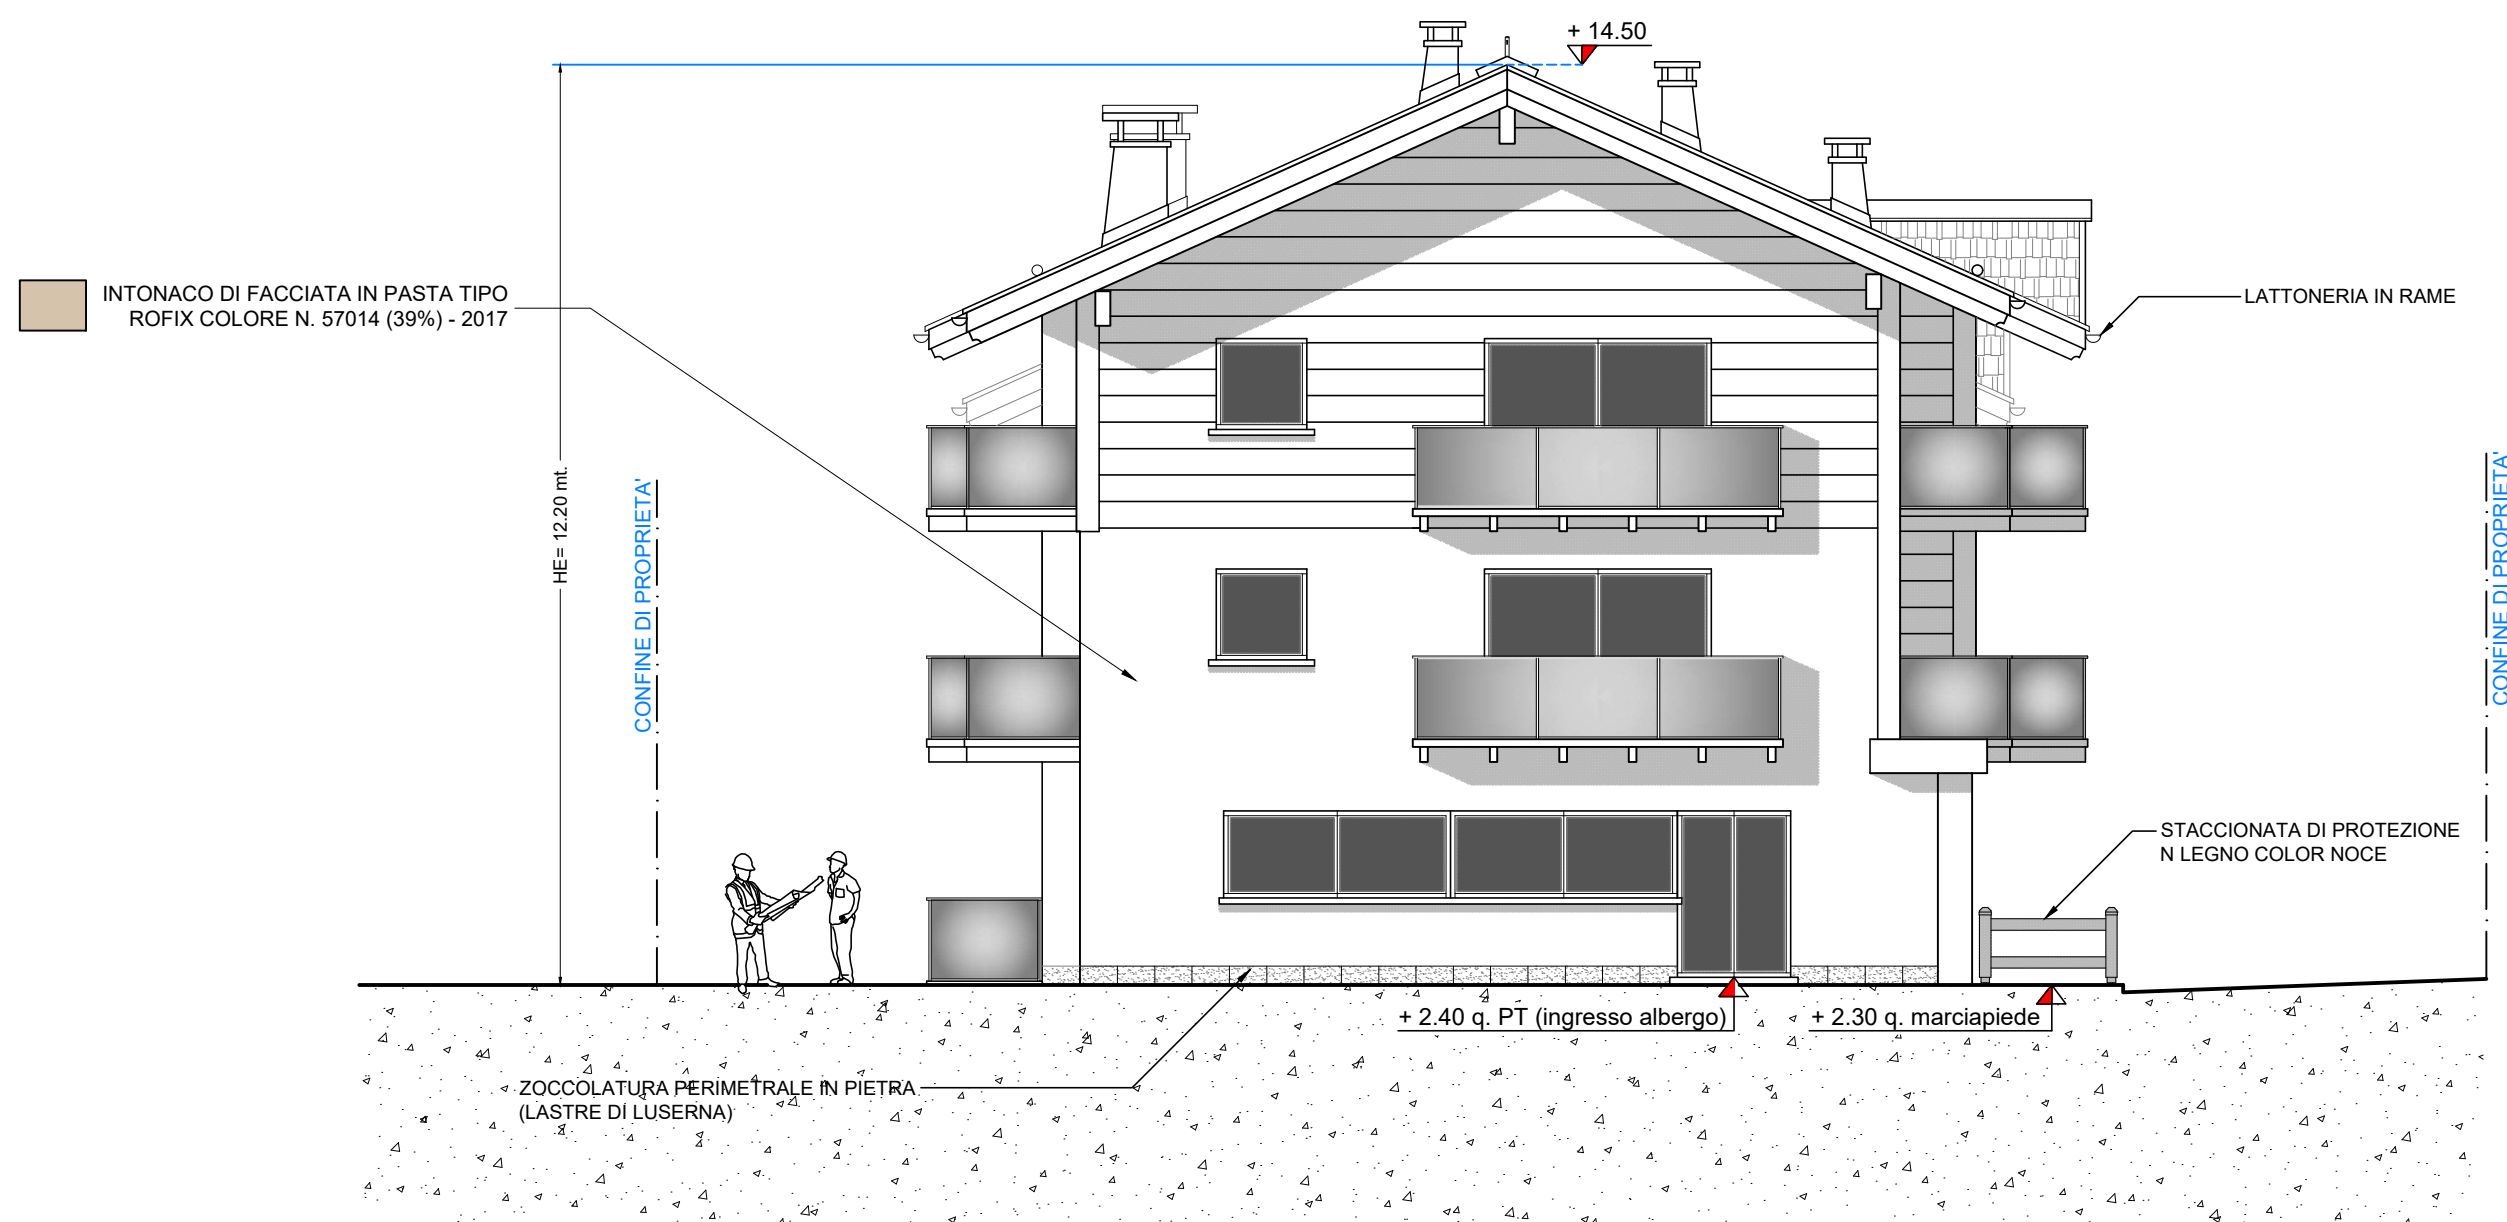 + 14.50
INTONACO DI FACCIATA IN PASTA TIPO
ROFIX COLORE N. 57014 (39%) - 2017
LATTONERIA IN RAME
HE= 12.20 mt.
CONFINE DI PROPRIETA'
CONFINE DI PROPRIETA'
STACCIONATA DI PROTEZIONE
N LEGNO COLOR NOCE
+ 2.40 q. PT (ingresso albergo)
+ 2.30 q. marciapiede
ZOCCOLATURA PERIMETRALE IN PIETRA
(LASTRE DI LUSERNA)